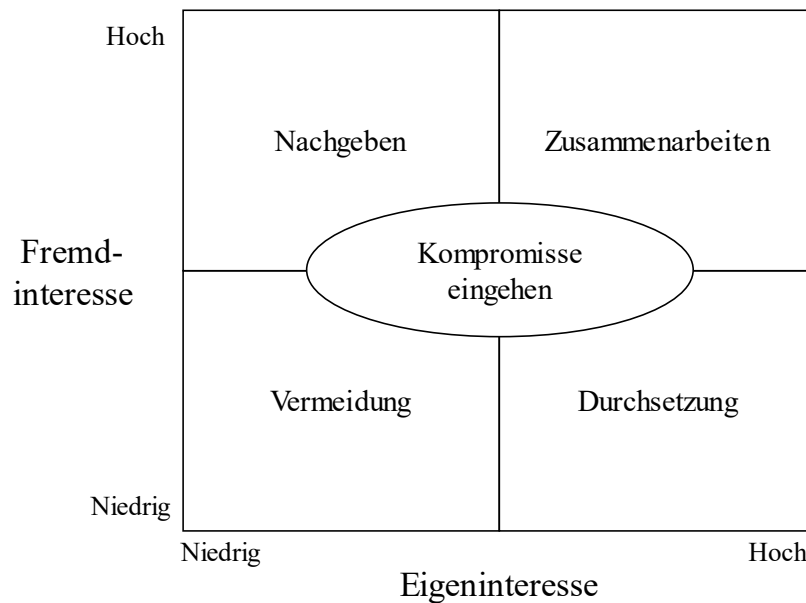 Hoch
Nachgeben
Zusammenarbeiten
Fremd-
interesse
Kompromisse
eingehen
Vermeidung
Durchsetzung
Niedrig
Niedrig
Hoch
Eigeninteresse